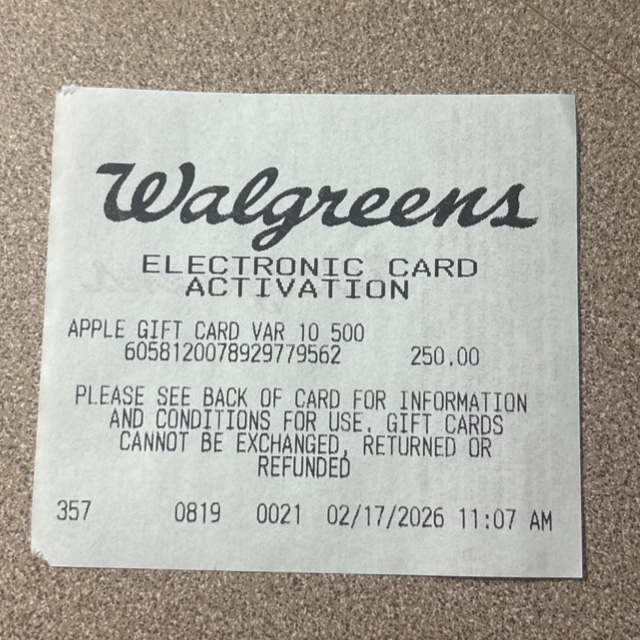 Walgreens
ELECTRONIC CARD
ACTIVATION
APPLE GIFT CARD VAR 10 500
6058120078929779562 250.00
PLEASE SEE BACK OF CARD FOR INFORMATION
AND CONDITIONS FOR USE. GIFT CARDS
CANNOT BE EXCHANGED, RETURNED OR
REFUNDED
357 0819 0021 02/17/2026 11:07 AM